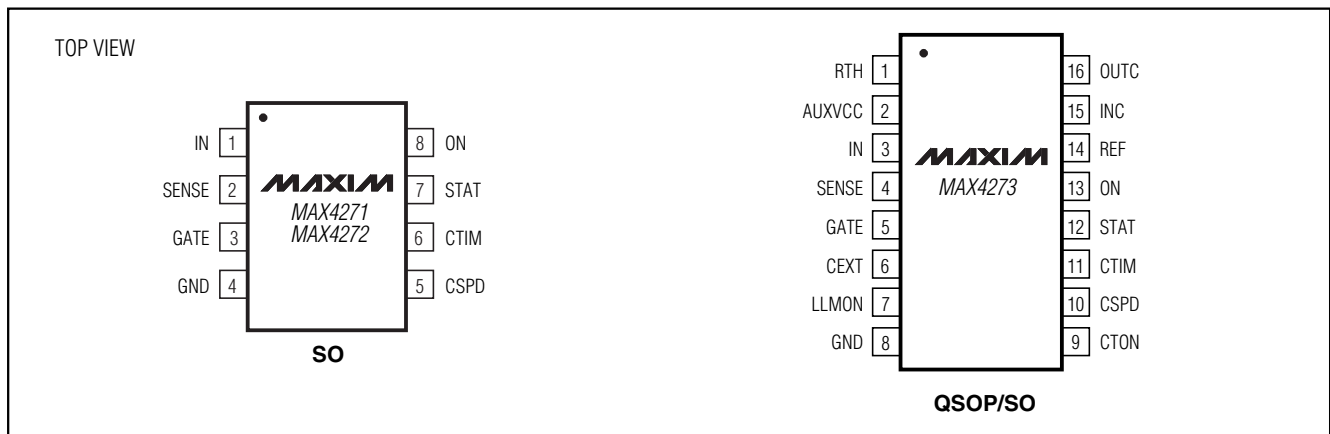 TOP VIEW
IN 1
SENSE 2
GATE 3
GND 4
MAXIM
MAX4271
MAX4272
8 ON
7 STAT
6 CTIM
5 CSPD
SO
RTH 1
AUXVCC 2
IN 3
SENSE 4
GATE 5
CEXT 6
LLMON 7
GND 8
MAXIM
MAX4273
16 OUTC
15 INC
14 REF
13 ON
12 STAT
11 CTIM
10 CSPD
9 CTON
QSOP/SO